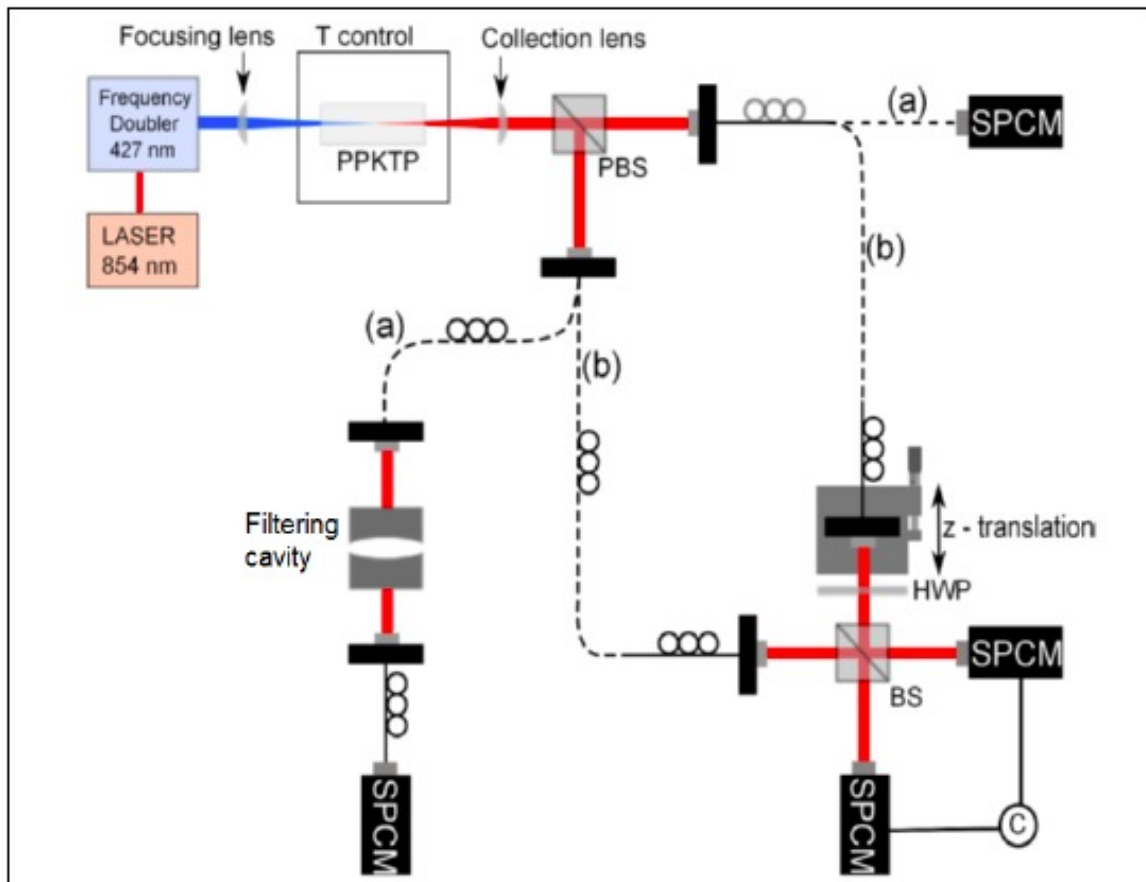 Focusing lens
T control
Collection lens
Frequency
Doubler
427 nm
PPKTP
PBS
(a)
SPCM
LASER
854 nm
(b)
(a)
(b)
Filtering
cavity
z - translation
HWP
SPCM
BS
SPCM
SPCM
C